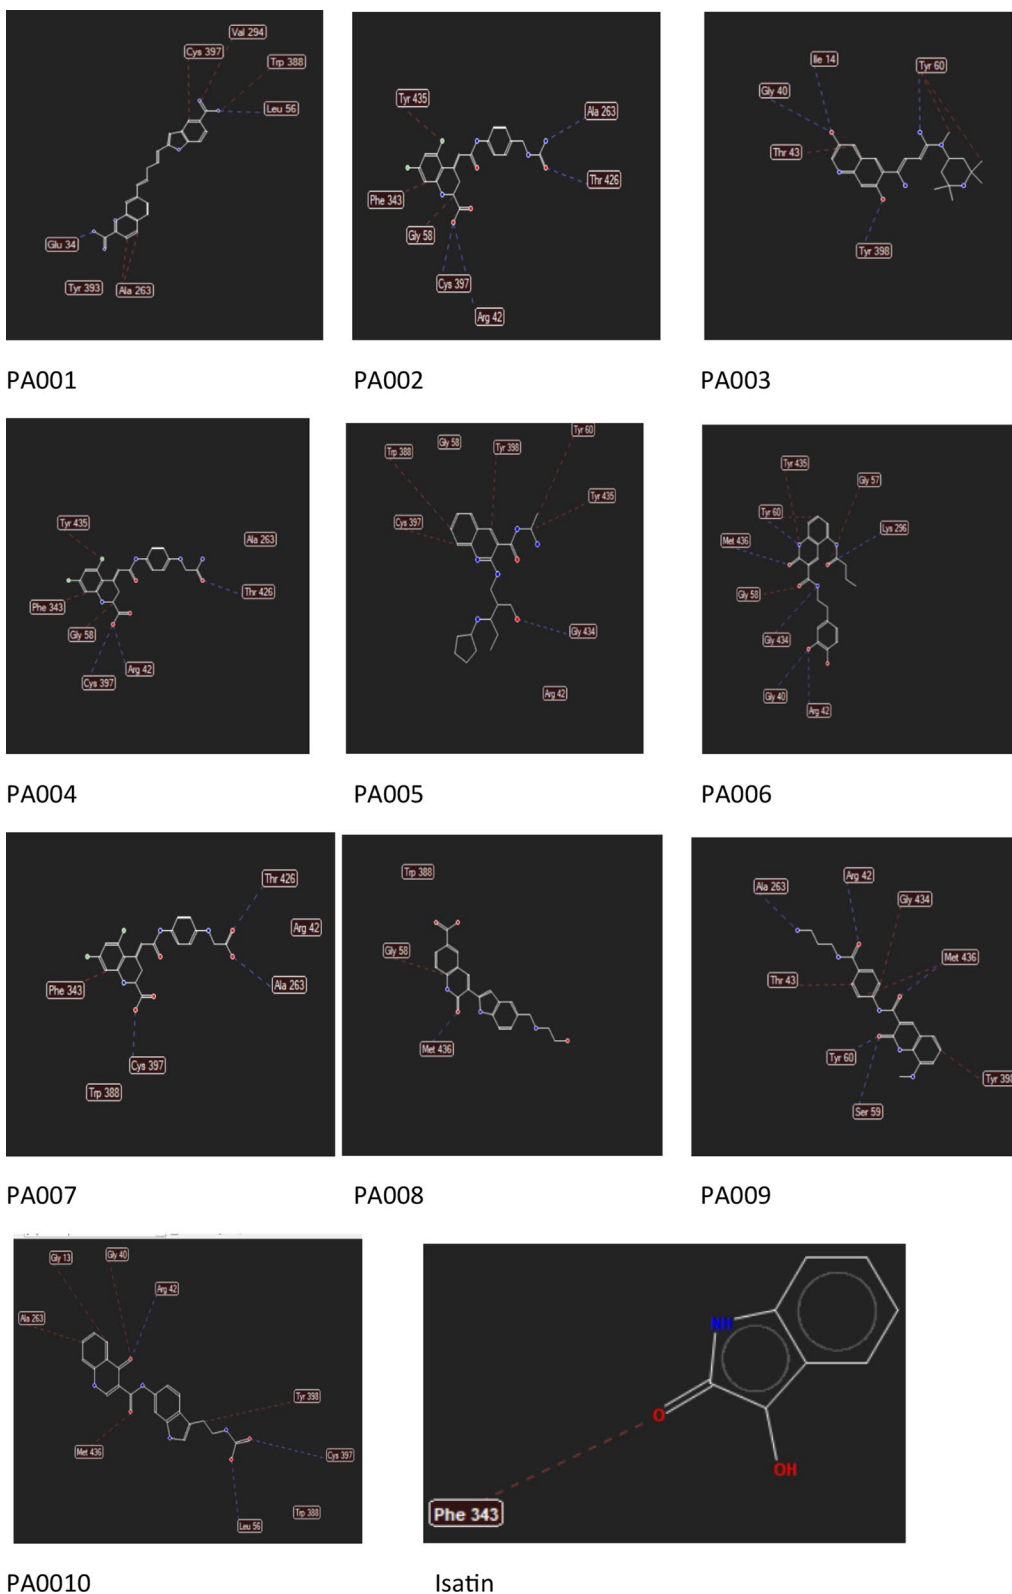 Val 294
Cys 397
Trp 388
Leu 56
Glu 34
Tyr 393
Ala 263
Tyr 435
Ala 263
Phe 343
Thr 426
Gly 58
Cys 397
Arg 42
Ile 14
Tyr 60
Gly 40
Thr 43
Tyr 398
PA001 PA002 PA003
Tyr 435
Ala 263
Thr 426
Phe 343
Gly 58
Arg 42
Cys 397
Tyr 60
Gly 58
Tyr 398
Trp 388
Tyr 435
Cys 397
Gly 434
Arg 42
Tyr 435
Gly 57
Tyr 60
Lys 296
Met 436
Gly 58
Gly 434
Gly 40
Arg 42
PA004 PA005 PA006
Thr 426
Arg 42
Ala 263
Phe 343
Cys 397
Trp 388
Trp 388
Gly 58
Met 436
Arg 42
Ala 263
Gly 434
Met 436
Thr 43
Tyr 60
Tyr 398
Ser 59
PA007 PA008 PA009
Gly 13
Gly 40
Arg 42
Ala 263
Tyr 398
Met 436
Cys 397
Trp 388
Leu 56
NH
O
OH
Phe 343
PA0010 Isatin